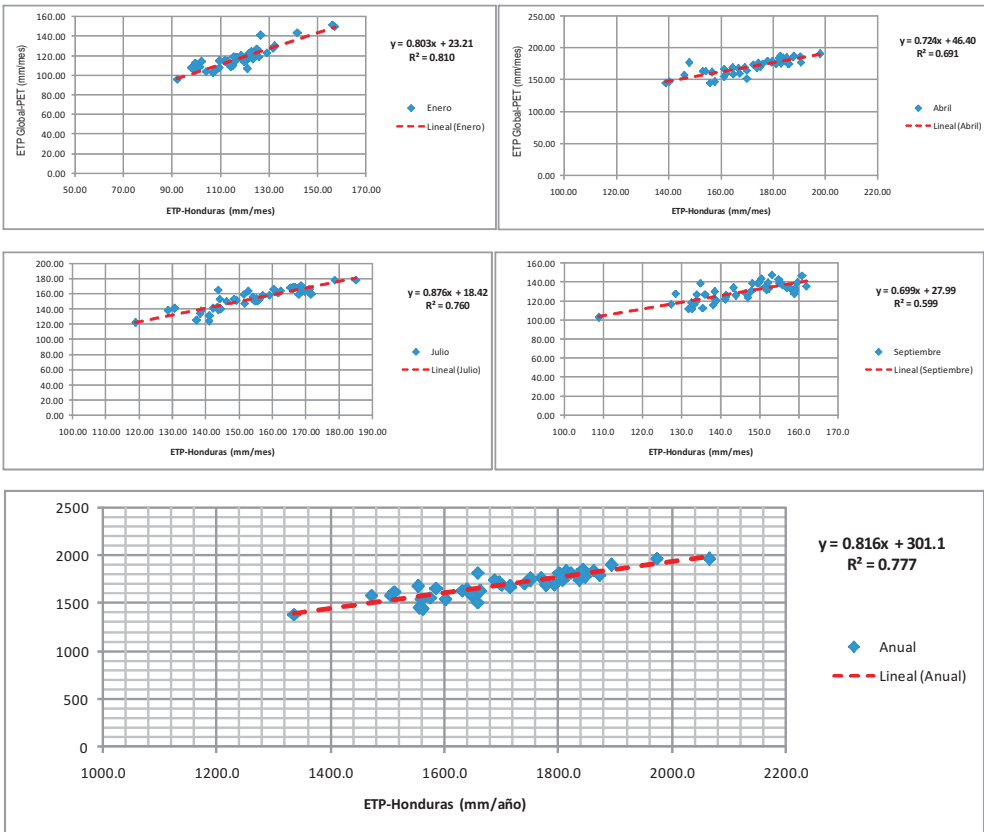 160.00
140.00
120.00
100.00
80.00
60.00
40.00
20.00
0.00
50.00 70.00 90.00 110.00 130.00 150.00 170.00
ETP Global-PET (mm/mes)
ETP-Honduras (mm/mes)
y = 0.803x + 23.21
R² = 0.810
Enero
Lineal (Enero)
250.00
200.00
150.00
100.00
50.00
0.00
100.00 120.00 140.00 160.00 180.00 200.00 220.00
ETP Global-PET (mm/mes)
ETP-Honduras (mm/mes)
y = 0.724x + 46.40
R² = 0.691
Abril
Lineal (Abril)
200.00
180.00
160.00
140.00
120.00
100.00
80.00
60.00
40.00
20.00
0.00
100.00 110.00 120.00 130.00 140.00 150.00 160.00 170.00 180.00 190.00
ETP-Honduras (mm/mes)
y = 0.876x + 18.42
R² = 0.760
Julio
Lineal (Julio)
160.00
140.00
120.00
100.00
80.00
60.00
40.00
20.00
0.00
100.0 110.0 120.0 130.0 140.0 150.0 160.0 170.0
ETP-Honduras (mm/mes)
y = 0.699x + 27.99
R² = 0.599
Septiembre
Lineal (Septiembre)
2500
2000
1500
1000
500
0
1000.0 1200.0 1400.0 1600.0 1800.0 2000.0 2200.0
ETP-Honduras (mm/año)
y = 0.816x + 301.1
R² = 0.777
Anual
Lineal (Anual)